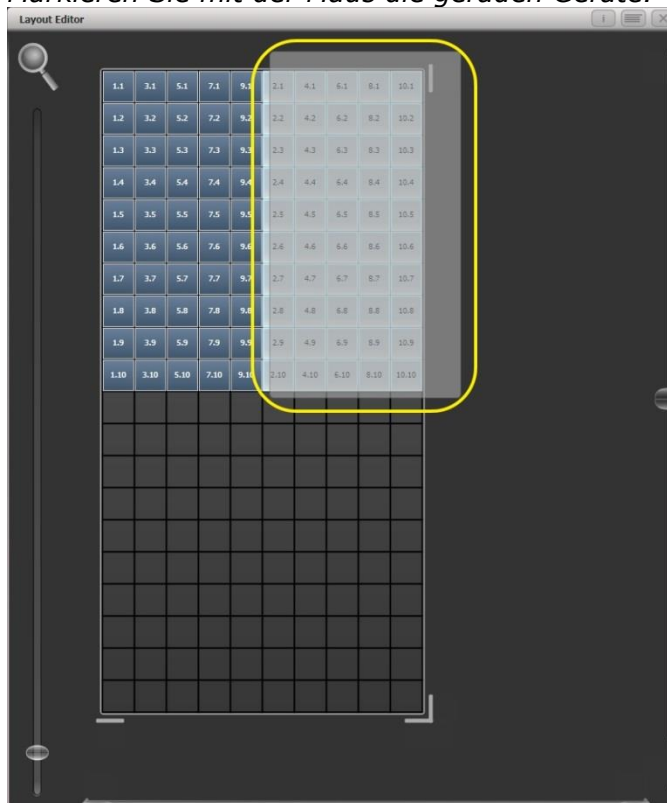 Markieren Sie mit der Maus die geraden Geräte.
Layout Editor
1.1 3.1 5.1 7.1 9.1 2.1 4.1 6.1 8.1 10.1
1.2 3.2 5.2 7.2 9.2 2.2 4.2 6.2 8.2 10.2
1.3 3.3 5.3 7.3 9.3 2.3 4.3 6.3 8.3 10.3
1.4 3.4 5.4 7.4 9.4 2.4 4.4 6.4 8.4 10.4
1.5 3.5 5.5 7.5 9.5 2.5 4.5 6.5 8.5 10.5
1.6 3.6 5.6 7.6 9.6 2.6 4.6 6.6 8.6 10.6
1.7 3.7 5.7 7.7 9.7 2.7 4.7 6.7 8.7 10.7
1.8 3.8 5.8 7.8 9.8 2.8 4.8 6.8 8.8 10.8
1.9 3.9 5.9 7.9 9.9 2.9 4.9 6.9 8.9 10.9
1.10 3.10 5.10 7.10 9.10 2.10 4.10 6.10 8.10 10.10